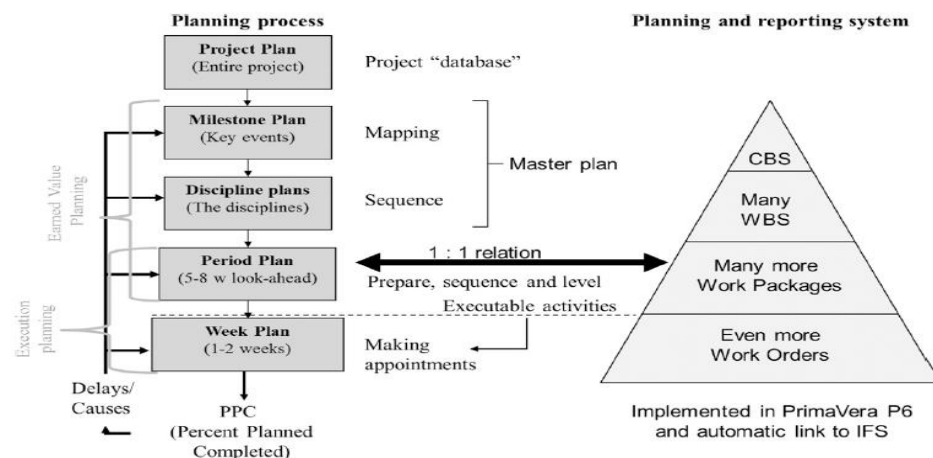 Planning process
Planning and reporting system
Project Plan
(Entire project)
Project “database”
Milestone Plan
(Key events)
Mapping
Master plan
Discipline plans
(The disciplines)
Sequence
Period Plan
(5-8 w look-ahead)
1 : 1 relation
Prepare, sequence and level
Executable activities
Week Plan
(1-2 weeks)
Making
appointments
Earned Value
Planning
Execution
planning
Delays/
Causes
PPC
(Percent Planned
Completed)
CBS
Many
WBS
Many more
Work Packages
Even more
Work Orders
Implemented in PrimaVera P6
and automatic link to IFS